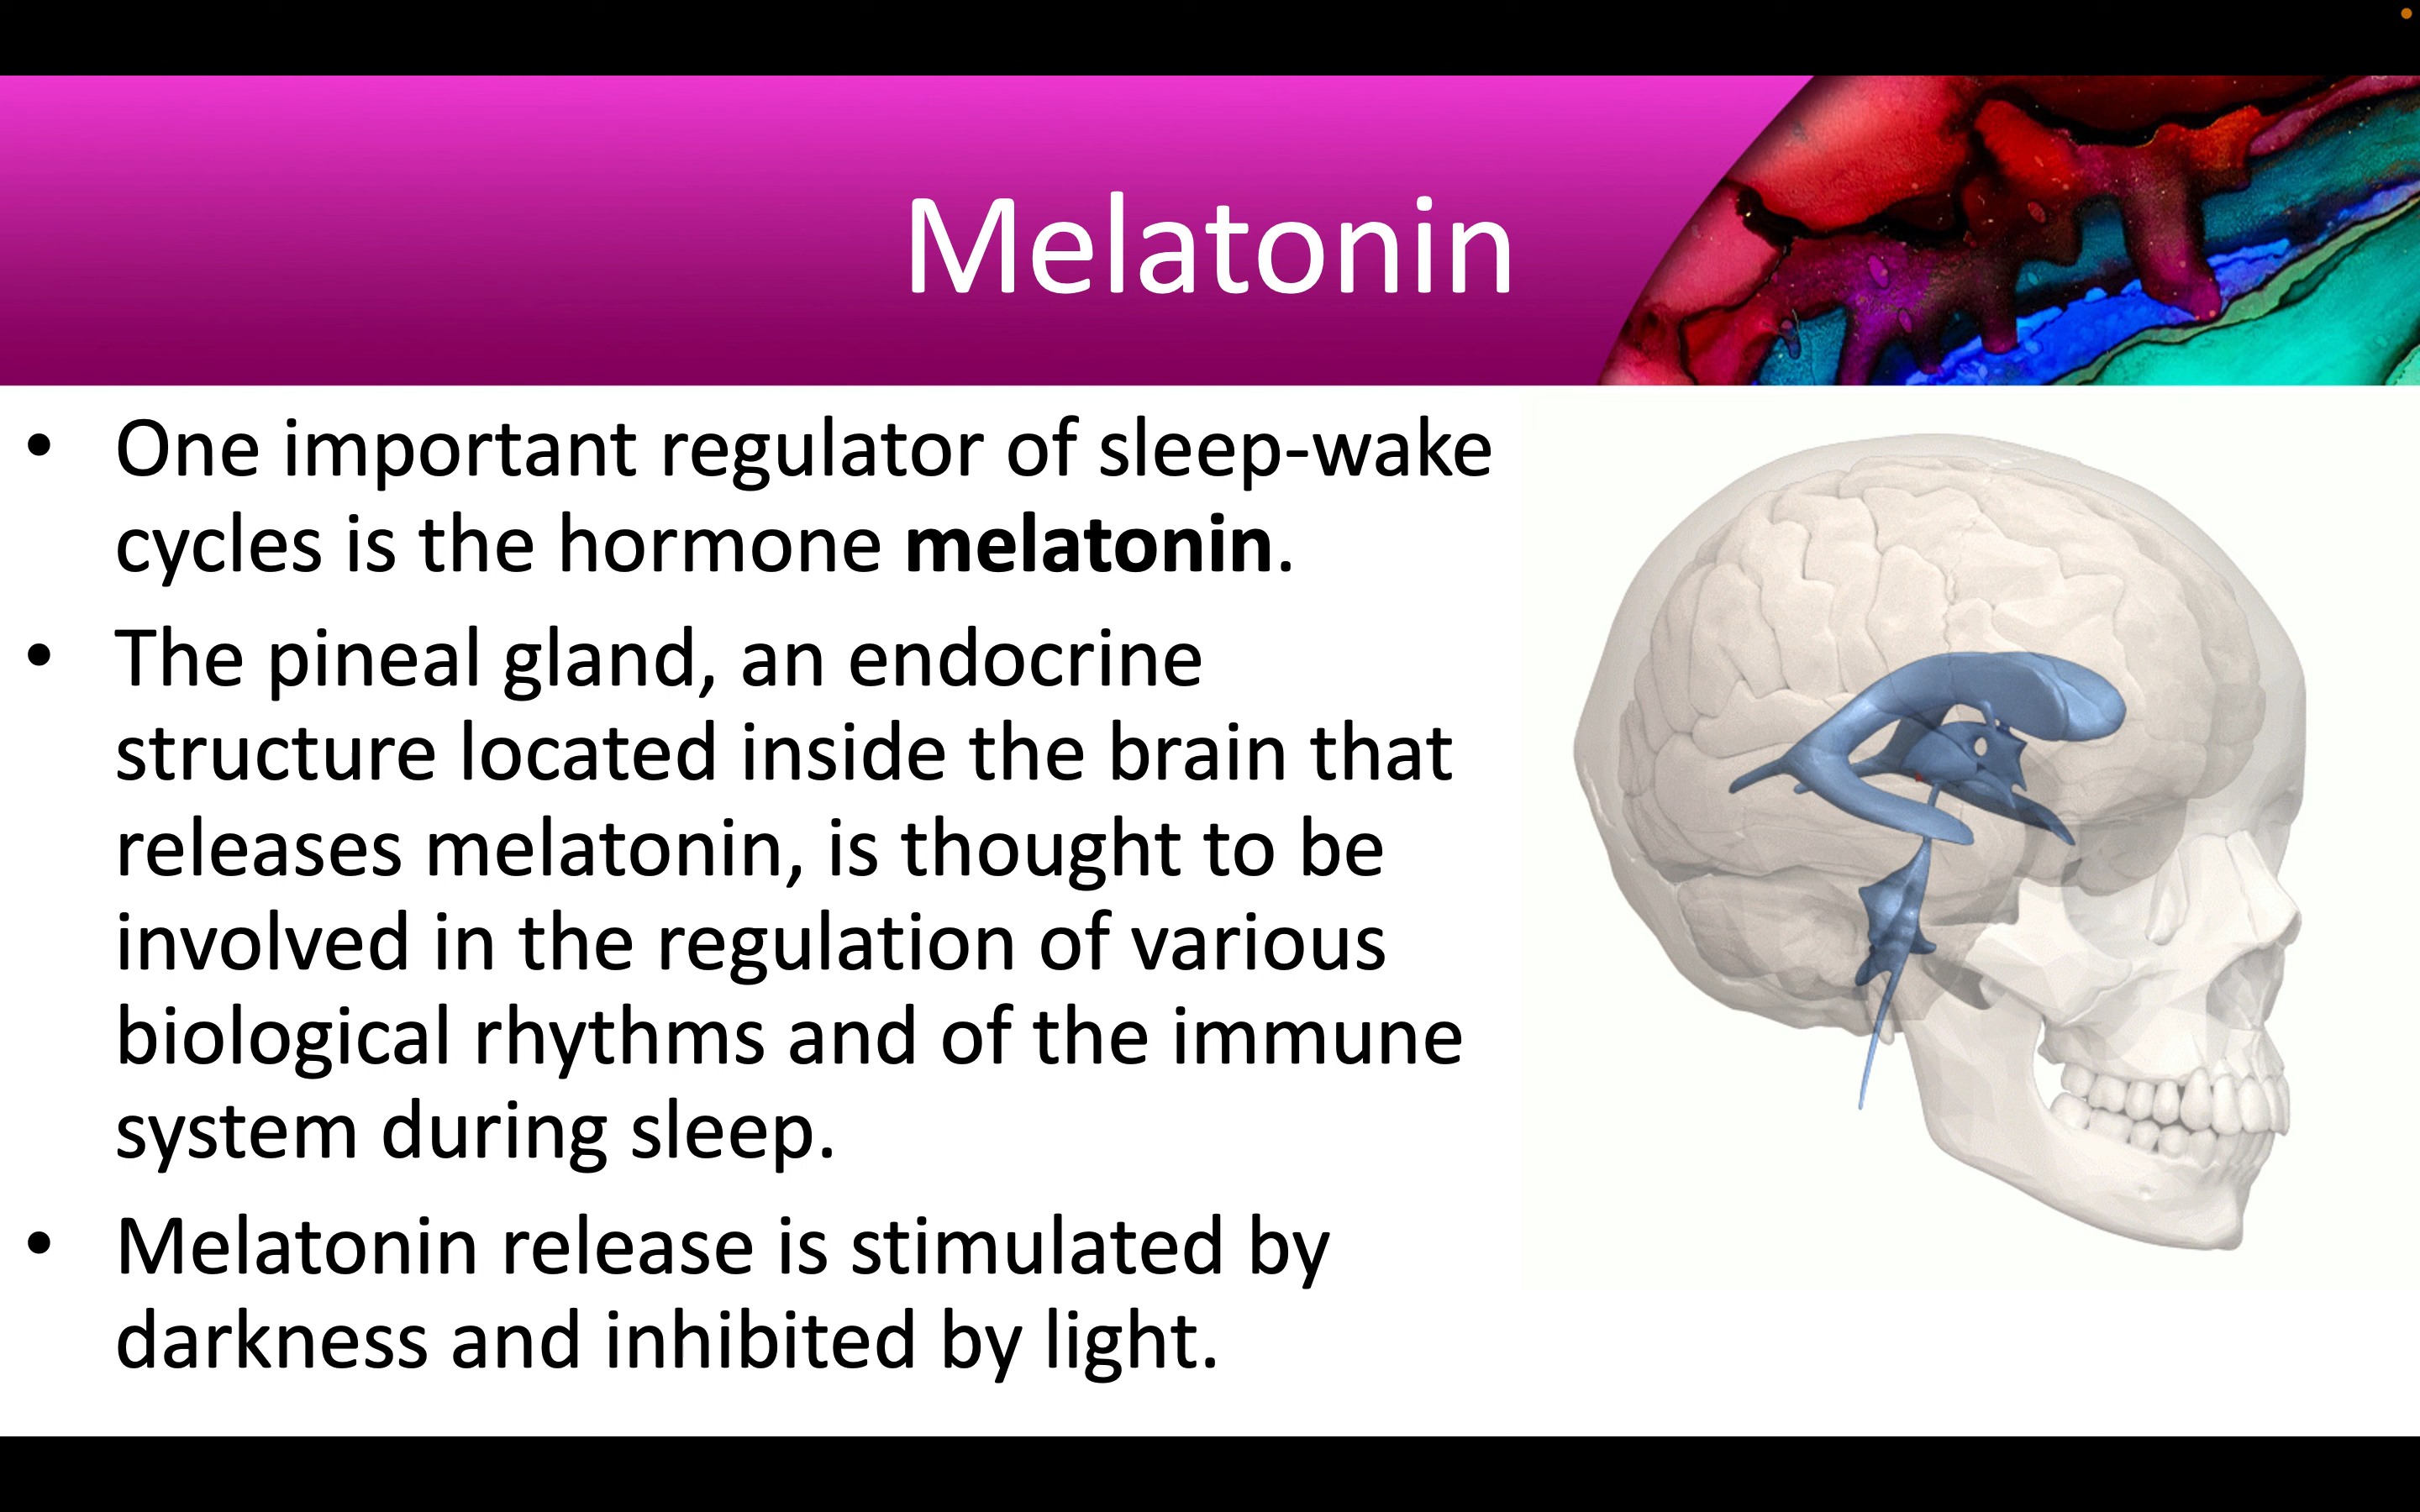 Melatonin
• One important regulator of sleep-wake
cycles is the hormone melatonin.
• The pineal gland, an endocrine
structure located inside the brain that
releases melatonin, is thought to be
involved in the regulation of various
biological rhythms and of the immune
system during sleep.
• Melatonin release is stimulated by
darkness and inhibited by light.